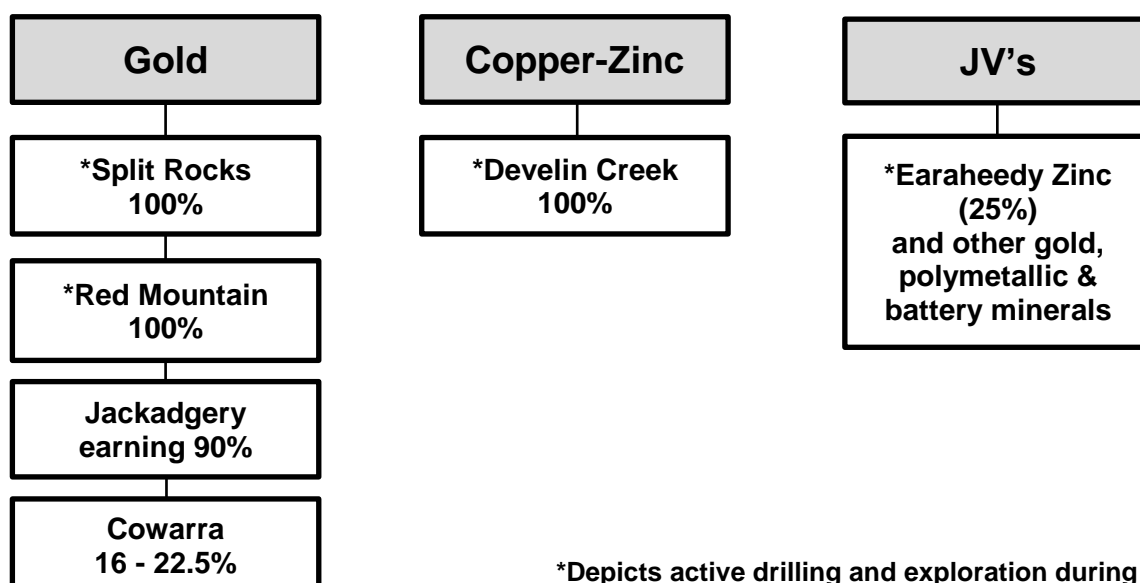 Gold
*Split Rocks
100%
*Red Mountain
100%
Jackadgery
earning 90%
Cowarra
16 - 22.5%
Copper-Zinc
*Develin Creek
100%
JV’s
*Earaheedy Zinc
(25%)
and other gold,
polymetallic &
battery minerals
*Depicts active drilling and exploration during